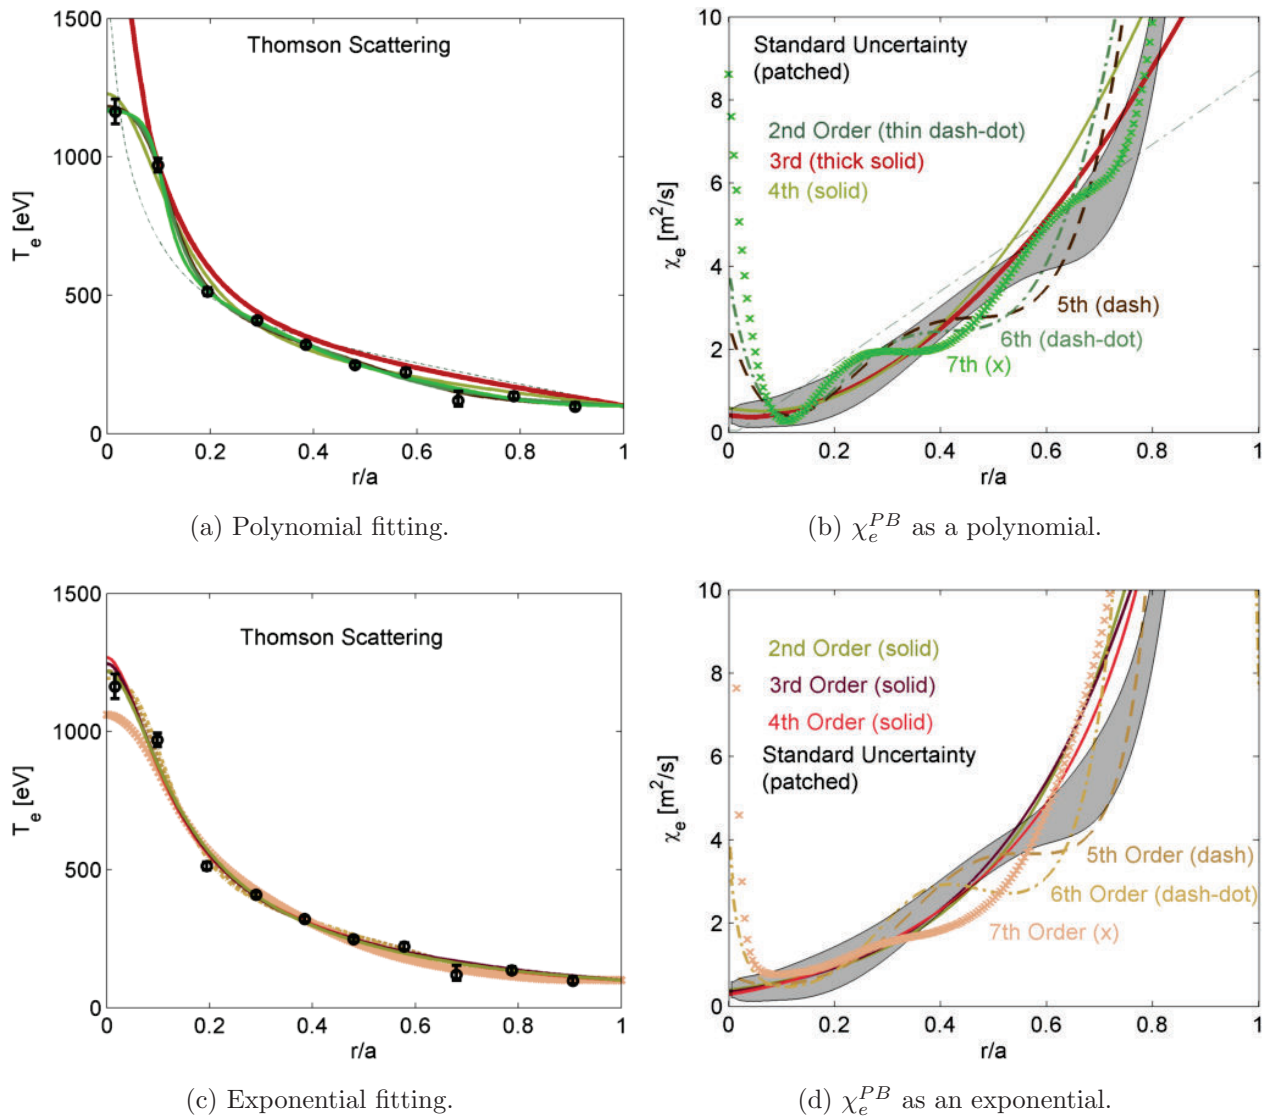 1500
1000
500
0
T_e [eV]
Thomson Scattering
0 0.2 0.4 0.6 0.8 1
r/a
(a) Polynomial fitting.
10
8
6
4
2
0
χ_e [m²/s]
Standard Uncertainty
(patched)
2nd Order (thin dash-dot)
3rd (thick solid)
4th (solid)
5th (dash)
6th (dash-dot)
7th (x)
0 0.2 0.4 0.6 0.8 1
r/a
(b) χ_e^{PB} as a polynomial.
1500
1000
500
0
T_e [eV]
Thomson Scattering
0 0.2 0.4 0.6 0.8 1
r/a
(c) Exponential fitting.
10
8
6
4
2
0
χ_e [m²/s]
2nd Order (solid)
3rd Order (solid)
4th Order (solid)
Standard Uncertainty
(patched)
5th Order (dash)
6th Order (dash-dot)
7th Order (x)
0 0.2 0.4 0.6 0.8 1
r/a
(d) χ_e^{PB} as an exponential.